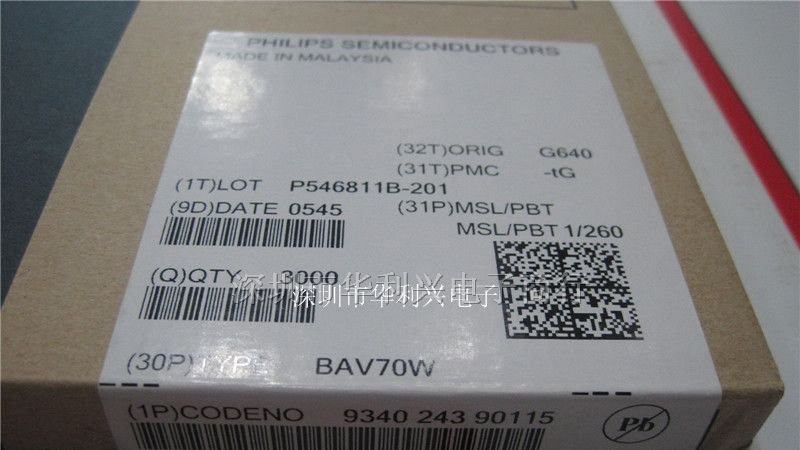 PHILIPS SEMICONDUCTORS
MADE IN MALAYSIA
(32T)ORIG G640
(31T)PMC -tG
(1T)LOT P546811B-201
(9D)DATE 0545
(31P)MSL/PBT
MSL/PBT 1/260
(Q)QTY 3000
深圳市华利兴电子
(30P)TYPE BAV70W
(1P)CODENO 9340 243 90115
Pb